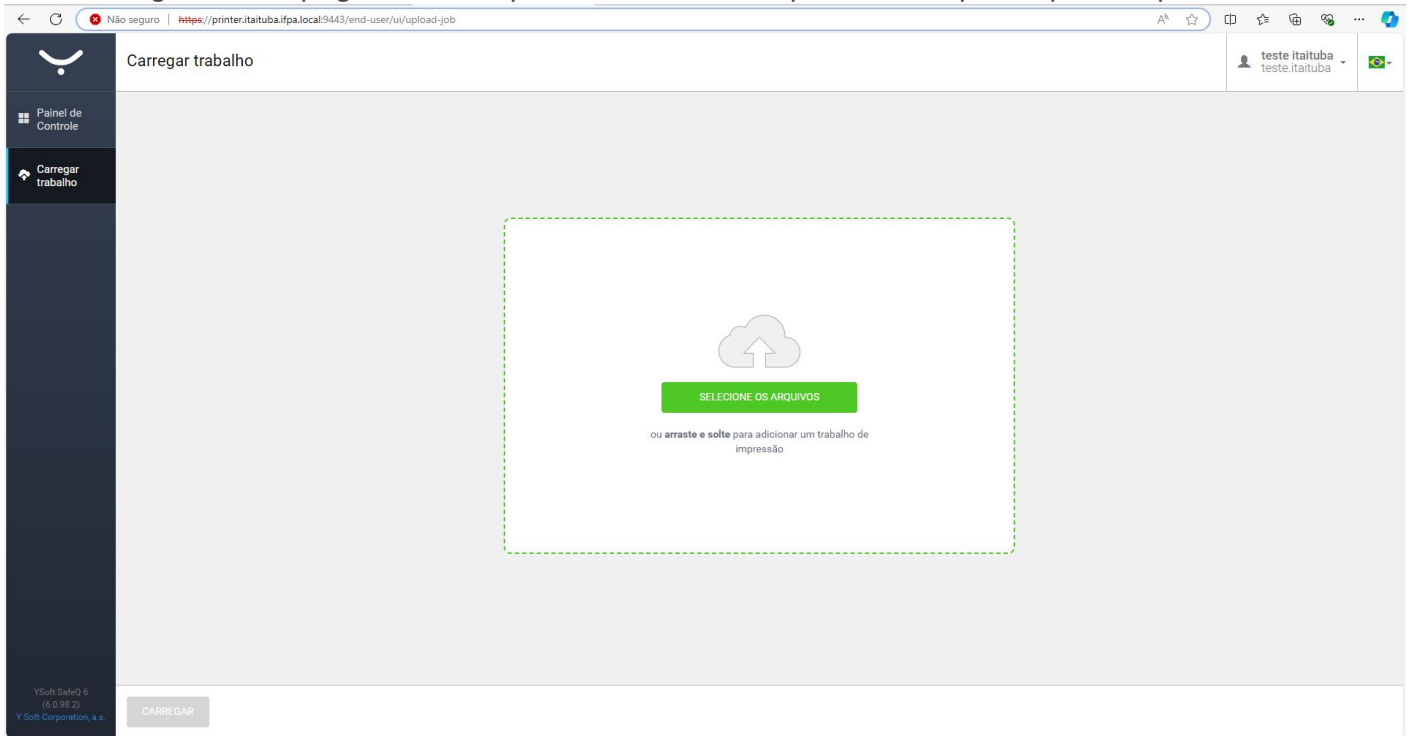 Não seguro | https://printer.itaituba.ifpa.local:9443/end-user/ui/upload-job
Carregar trabalho
teste itaituba
teste.itaituba
Painel de
Controle
Carregar
trabalho
SELECIONE OS ARQUIVOS
ou arraste e solte para adicionar um trabalho de
impressão
YSoft SafeQ 6
(6.0.98.2)
Y Soft Corporation, a.s.
CARREGAR